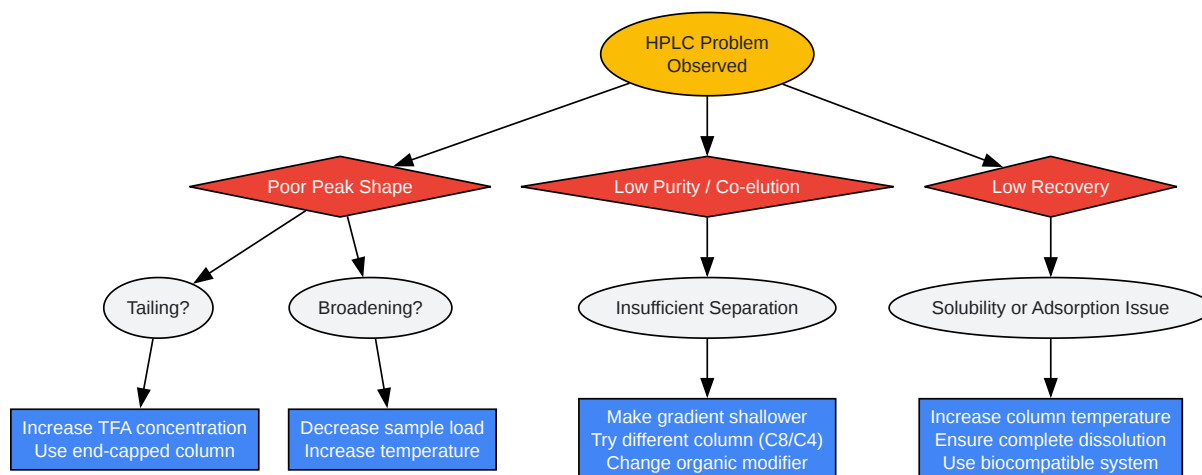 HPLC Problem
Observed
Poor Peak Shape
Low Purity / Co-elution
Low Recovery
Tailing?
Broadening?
Insufficient Separation
Solubility or Adsorption Issue
Increase TFA concentration
Use end-capped column
Decrease sample load
Increase temperature
Make gradient shallower
Try different column (C8/C4)
Change organic modifier
Increase column temperature
Ensure complete dissolution
Use biocompatible system